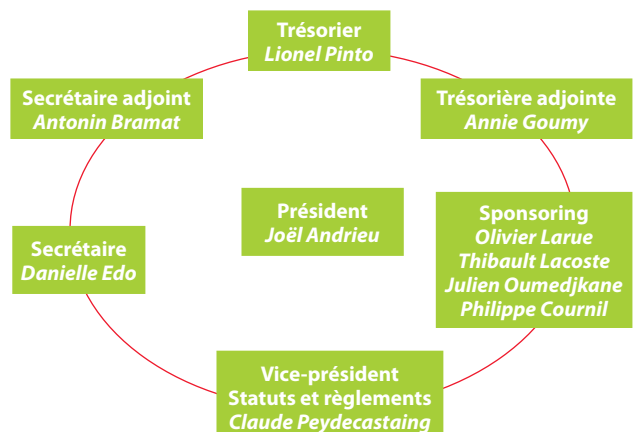 Trésorier
Lionel Pinto
Secrétaire adjoint
Antonin Bramat
Trésorière adjointe
Annie Goumy
Président
Joël Andrieu
Sponsoring
Olivier Larue
Thibault Lacoste
Julien Oumedjkane
Philippe Cournil
Secrétaire
Danielle Edo
Vice-président
Statuts et règlements
Claude Peydecastaing